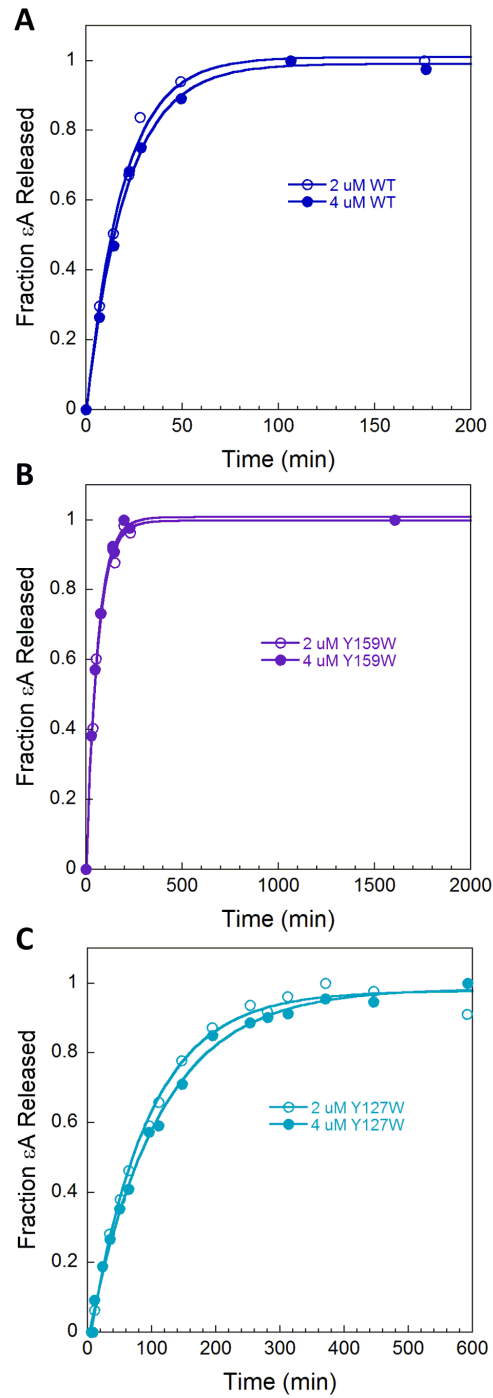 A
Fraction εA Released
1
0.8
0.6
0.4
0.2
0
2 uM WT
4 uM WT
0 50 100 150 200
Time (min)
B
Fraction εA Released
1
0.8
0.6
0.4
0.2
0
2 uM Y159W
4 uM Y159W
0 500 1000 1500 2000
Time (min)
C
Fraction εA Released
1
0.8
0.6
0.4
0.2
0
2 uM Y127W
4 uM Y127W
0 100 200 300 400 500 600
Time (min)